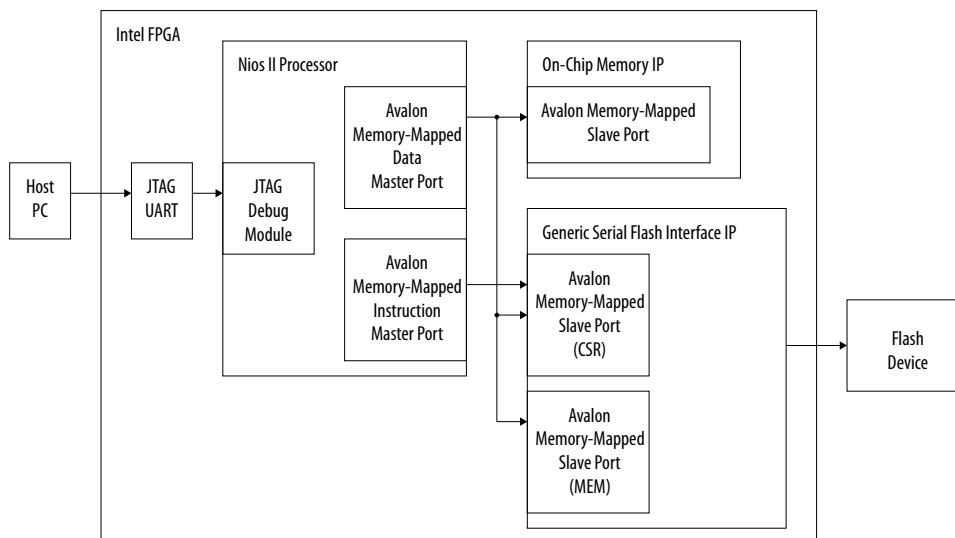 Intel FPGA
Nios II Processor
On-Chip Memory IP
Avalon
Memory-Mapped
Data
Master Port
Avalon Memory-Mapped
Slave Port
Host
PC
JTAG
UART
JTAG
Debug
Module
Generic Serial Flash Interface IP
Avalon
Memory-Mapped
Instruction
Master Port
Avalon
Memory-Mapped
Slave Port
(CSR)
Flash
Device
Avalon
Memory-Mapped
Slave Port
(MEM)